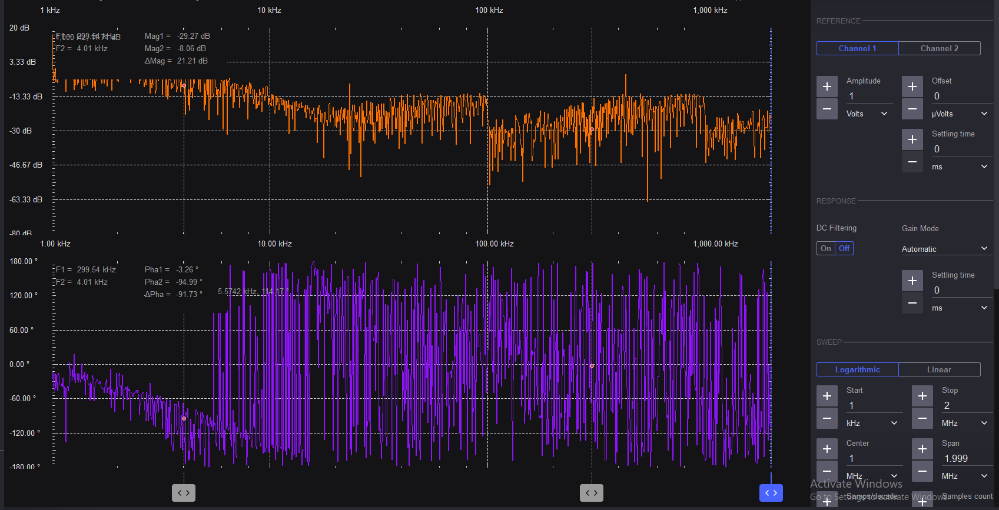 1 kHz 10 kHz 100 kHz 1,000 kHz
20 dB
3.33 dB
-13.33 dB
-30 dB
-46.67 dB
-63.33 dB
-80 dB
F1 = 299.54 kHz Mag1 = -29.27 dB
F2 = 4.01 kHz Mag2 = -8.06 dB
ΔMag = 21.21 dB
1.00 kHz 10.00 kHz 100.00 kHz 1,000.00 kHz
180.00 °
120.00 °
60.00 °
0.00 °
-60.00 °
-120.00 °
-180.00 °
F1 = 299.54 kHz Pha1 = -3.26 °
F2 = 4.01 kHz Pha2 = -94.99 °
ΔPha = -91.73 °
5.5742 kHz, 114.17 °
REFERENCE
Channel 1 Channel 2
Amplitude Offset
1 0
Volts µVolts
Settling time
0
ms
RESPONSE
DC Filtering Gain Mode
On Off Automatic
Settling time
0
ms
SWEEP
Logarithmic Linear
Start Stop
1 2
kHz MHz
Center Span
1 1.999
MHz MHz
Activate Windows
Go to Settings to activate Windows.
Samps/decade Samples count